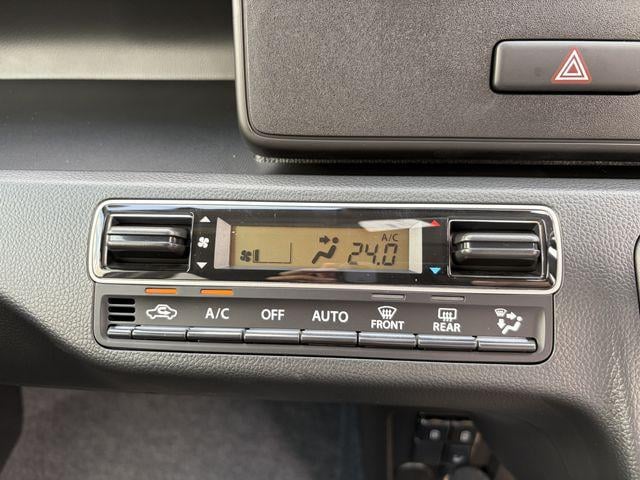 A/C
24.0
A/C OFF AUTO FRONT REAR